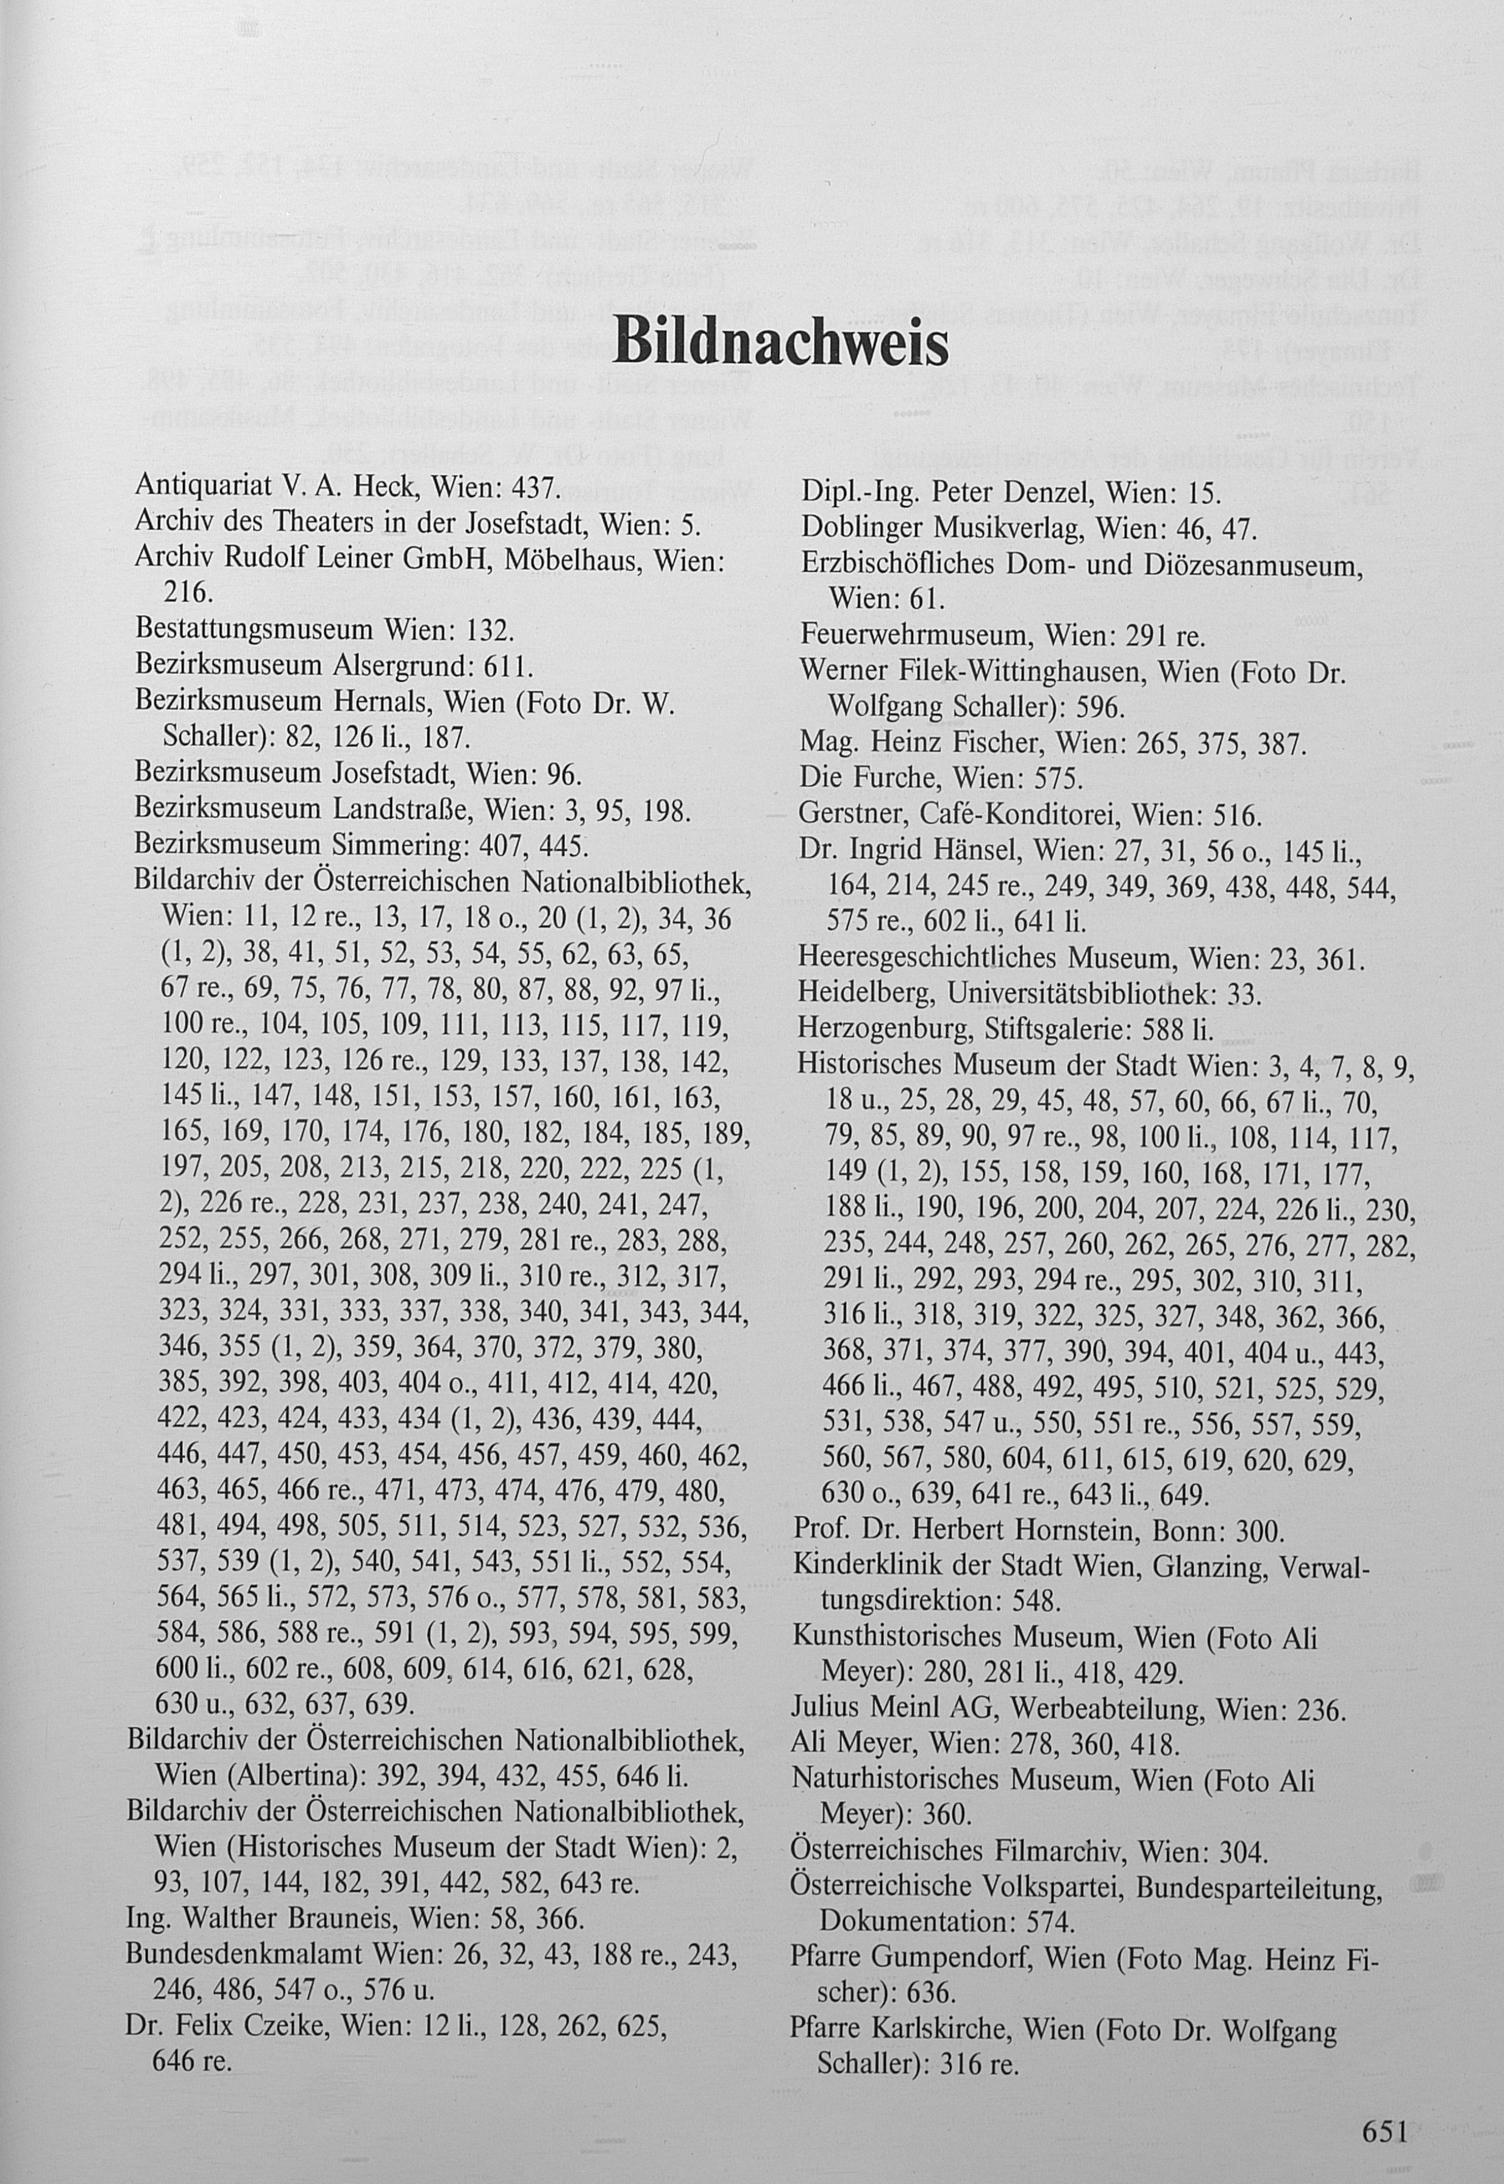 Bildnachweis
Antiquariat V. A. Heck, Wien: 437.
Archiv des Theaters in der Josefstadt, Wien: 5.
Archiv Rudolf Leiner GmbH, Möbelhaus, Wien:
216.
Bestattungsmuseum Wien: 132.
Bezirksmuseum Alsergrund: 611.
Bezirksmuseum Hernals, Wien (Foto Dr. W.
Schaller): 82, 126 li., 187.
Bezirksmuseum Josefstadt, Wien: 96.
Bezirksmuseum Landstraße, Wien: 3, 95, 198.
Bezirksmuseum Simmering: 407, 445.
Bildarchiv der Österreichischen Nationalbibliothek,
Wien: 11, 12 re., 13, 17, 18 o., 20 (1, 2), 34, 36
(1, 2), 38, 41, 51, 52, 53, 54, 55, 62, 63, 65,
67 re., 69, 75, 76, 77, 78, 80, 87, 88, 92, 97 li.,
100 re., 104, 105, 109, 111, 113, 115, 117, 119,
120, 122, 123, 126 re., 129, 133, 137, 138, 142,
145 li., 147, 148, 151, 153, 157, 160, 161, 163,
165, 169, 170, 174, 176, 180, 182, 184, 185, 189,
197, 205, 208, 213, 215, 218, 220, 222, 225 (1,
2), 226 re., 228, 231, 237, 238, 240, 241, 247,
252, 255, 266, 268, 271, 279, 281 re., 283, 288,
294 li., 297, 301, 308, 309 li., 310 re., 312, 317,
323, 324, 331, 333, 337, 338, 340, 341, 343, 344,
346, 355 (1, 2), 359, 364, 370, 372, 379, 380,
385, 392, 398, 403, 404 o., 411, 412, 414, 420,
422, 423, 424, 433, 434 (1, 2), 436, 439, 444,
446, 447, 450, 453, 454, 456, 457, 459, 460, 462,
463, 465, 466 re., 471, 473, 474, 476, 479, 480,
481, 494, 498, 505, 511, 514, 523, 527, 532, 536,
537, 539 (1, 2), 540, 541, 543, 551 li., 552, 554,
564, 565 li., 572, 573, 576 o., 577, 578, 581, 583,
584, 586, 588 re., 591 (1, 2), 593, 594, 595, 599,
600 li., 602 re., 608, 609, 614, 616, 621, 628,
630 u., 632, 637, 639.
Bildarchiv der Österreichischen Nationalbibliothek,
Wien (Albertina): 392, 394, 432, 455, 646 li.
Bildarchiv der Österreichischen Nationalbibliothek,
Wien (Historisches Museum der Stadt Wien): 2,
93, 107, 144, 182, 391, 442, 582, 643 re.
Ing. Walther Brauneis, Wien: 58, 366.
Bundesdenkmalamt Wien: 26, 32, 43, 188 re., 243,
246, 486, 547 o., 576 u.
Dr. Felix Czeike, Wien: 12 li., 128, 262, 625,
646 re.
Dipl.-Ing. Peter Denzel, Wien: 15.
Doblinger Musikverlag, Wien: 46, 47.
Erzbischöfliches Dom- und Diözesanmuseum,
Wien: 61.
Feuerwehrmuseum, Wien: 291 re.
Werner Filek-Wittinghausen, Wien (Foto Dr.
Wolfgang Schaller): 596.
Mag. Heinz Fischer, Wien: 265, 375, 387.
Die Furche, Wien: 575.
Gerstner, Café-Konditorei, Wien: 516.
Dr. Ingrid Hänsel, Wien: 27, 31, 56 o., 145 li.,
164, 214, 245 re., 249, 349, 369, 438, 448, 544,
575 re., 602 li., 641 li.
Heeresgeschichtliches Museum, Wien: 23, 361.
Heidelberg, Universitätsbibliothek: 33.
Herzogenburg, Stiftsgalerie: 588 li.
Historisches Museum der Stadt Wien: 3, 4, 7, 8, 9,
18 u., 25, 28, 29, 45, 48, 57, 60, 66, 67 li., 70,
79, 85, 89, 90, 97 re., 98, 100 li., 108, 114, 117,
149 (1, 2), 155, 158, 159, 160, 168, 171, 177,
188 li., 190, 196, 200, 204, 207, 224, 226 li., 230,
235, 244, 248, 257, 260, 262, 265, 276, 277, 282,
291 li., 292, 293, 294 re., 295, 302, 310, 311,
316 li., 318, 319, 322, 325, 327, 348, 362, 366,
368, 371, 374, 377, 390, 394, 401, 404 u., 443,
466 li., 467, 488, 492, 495, 510, 521, 525, 529,
531, 538, 547 u., 550, 551 re., 556, 557, 559,
560, 567, 580, 604, 611, 615, 619, 620, 629,
630 o., 639, 641 re., 643 li., 649.
Prof. Dr. Herbert Hornstein, Bonn: 300.
Kinderklinik der Stadt Wien, Glanzing, Verwal-
tungsdirektion: 548.
Kunsthistorisches Museum, Wien (Foto Ali
Meyer): 280, 281 li., 418, 429.
Julius Meinl AG, Werbeabteilung, Wien: 236.
Ali Meyer, Wien: 278, 360, 418.
Naturhistorisches Museum, Wien (Foto Ali
Meyer): 360.
Österreichisches Filmarchiv, Wien: 304.
Österreichische Volkspartei, Bundesparteileitung,
Dokumentation: 574.
Pfarre Gumpendorf, Wien (Foto Mag. Heinz Fi-
scher): 636.
Pfarre Karlskirche, Wien (Foto Dr. Wolfgang
Schaller): 316 re.
651